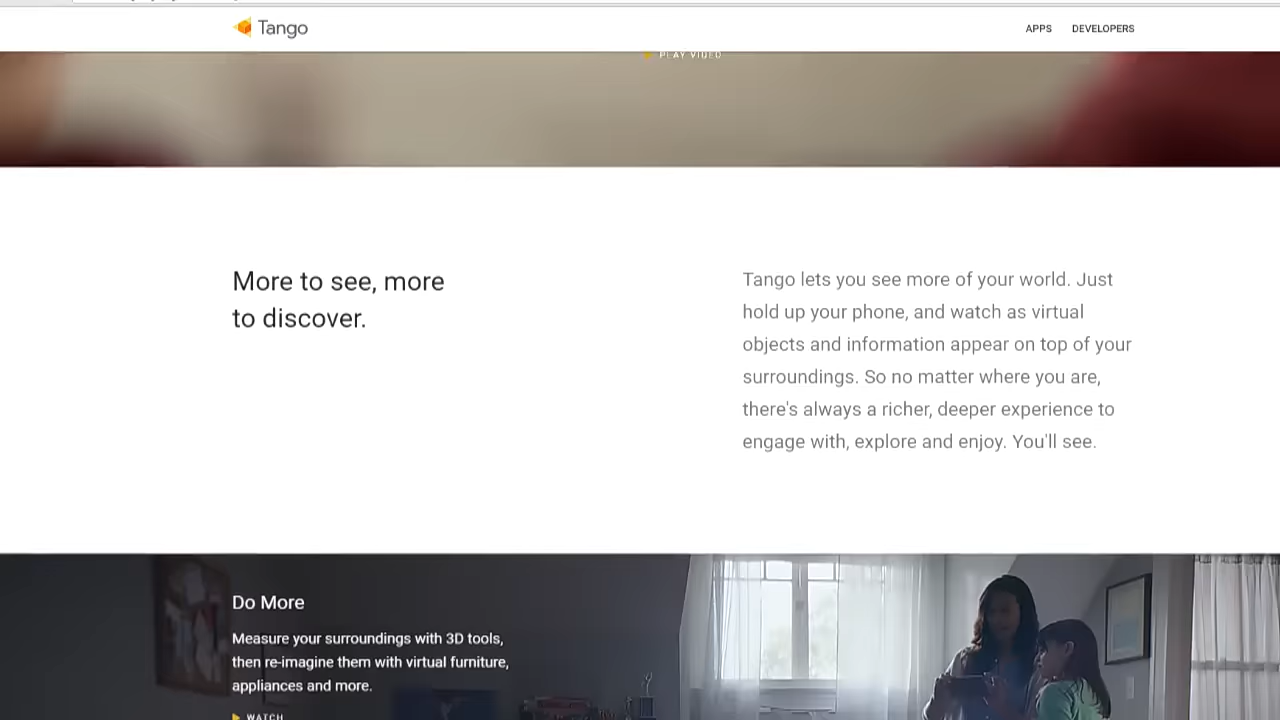 Tango
APPS
DEVELOPERS
PLAY VIDEO
More to see, more
to discover.
Tango lets you see more of your world. Just
hold up your phone, and watch as virtual
objects and information appear on top of your
surroundings. So no matter where you are,
there's always a richer, deeper experience to
engage with, explore and enjoy. You'll see.
Do More
Measure your surroundings with 3D tools,
then re-imagine them with virtual furniture,
appliances and more.
WATCH